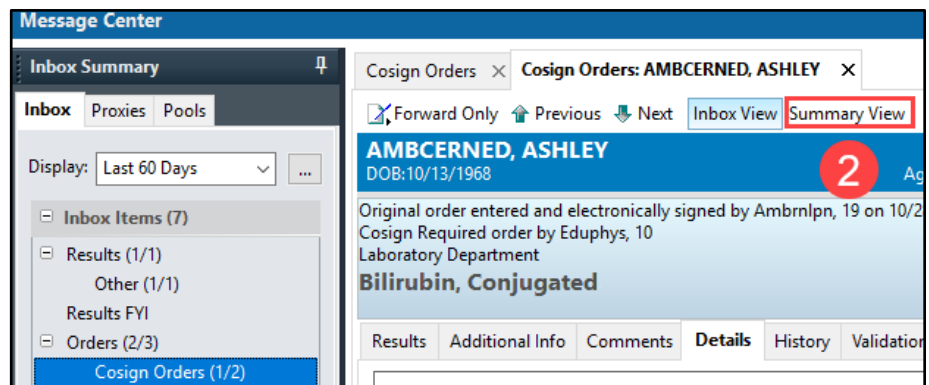 Message Center
Inbox Summary
Inbox Proxies Pools
Display: Last 60 Days ...
Inbox Items (7)
Results (1/1)
Other (1/1)
Results FYI
Orders (2/3)
Cosign Orders (1/2)
Cosign Orders × Cosign Orders: AMBCERNED, ASHLEY ×
Forward Only Previous Next Inbox View Summary View
2
AMBCERNED, ASHLEY
DOB:10/13/1968 Ag
Original order entered and electronically signed by Ambrnlpn, 19 on 10/2
Cosign Required order by Eduphys, 10
Laboratory Department
Bilirubin, Conjugated
Results Additional Info Comments Details History Validation